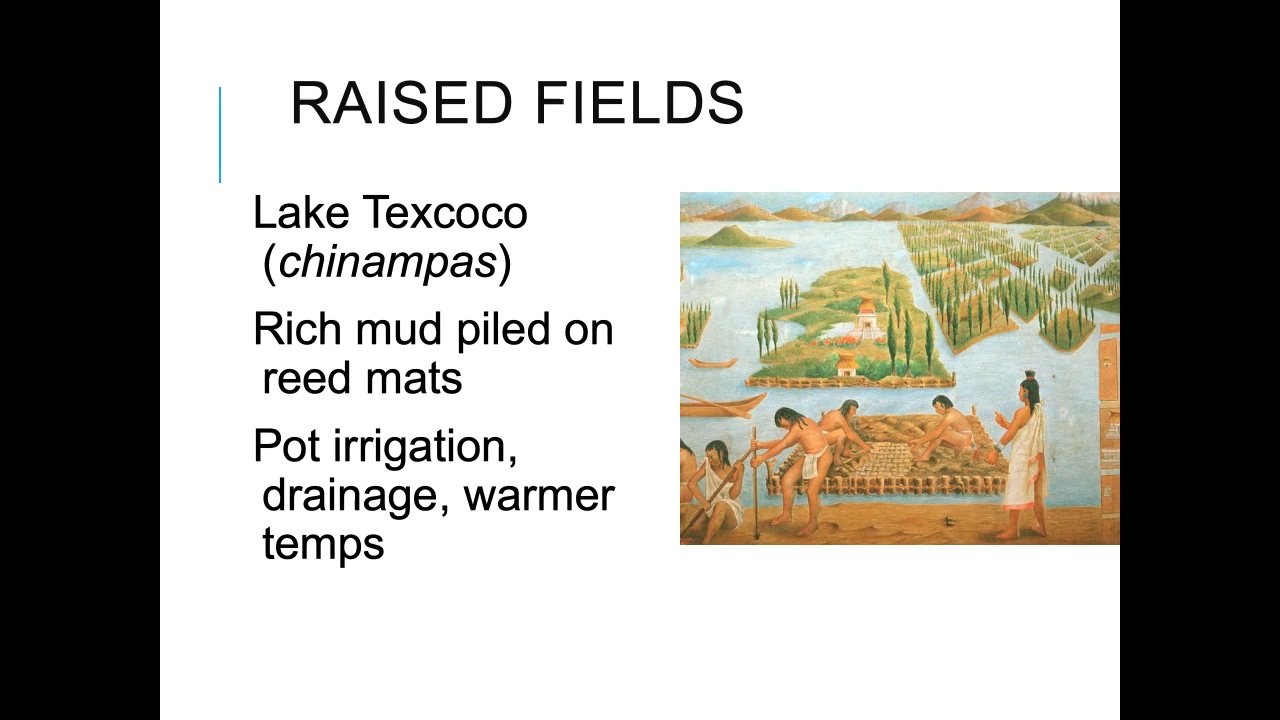 RAISED FIELDS
Lake Texcoco
(chinampas)
Rich mud piled on
reed mats
Pot irrigation,
drainage, warmer
temps